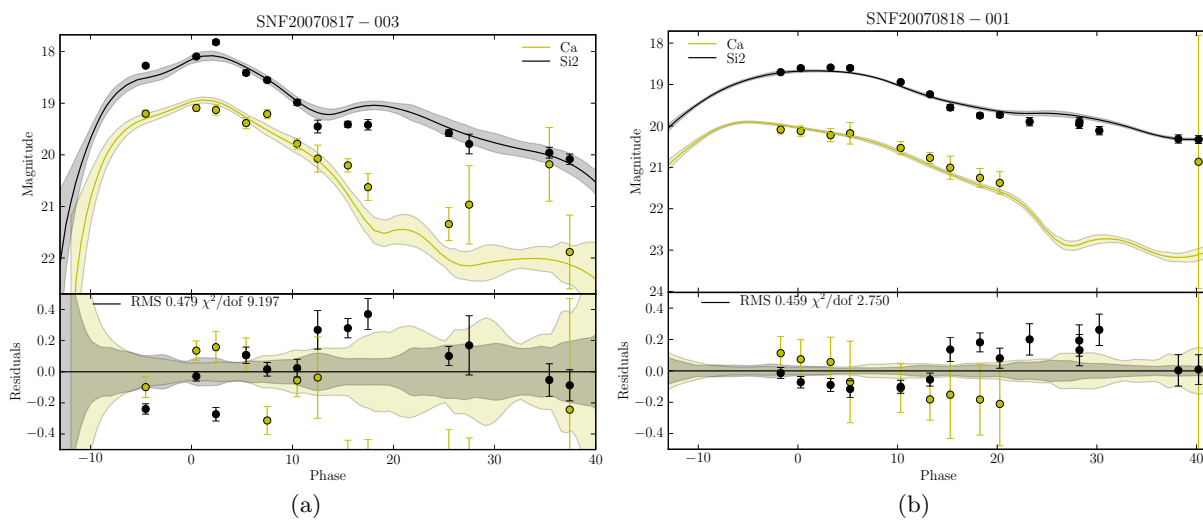 SNF20070817−003
Ca
Si2
18
19
20
21
22
Magnitude
RMS 0.479 χ²/dof 9.197
0.4
0.2
0.0
−0.2
−0.4
Residuals
−10 0 10 20 30 40
Phase
(a)
SNF20070818−001
Ca
Si2
18
19
20
21
22
23
24
Magnitude
RMS 0.459 χ²/dof 2.750
0.4
0.2
0.0
−0.2
−0.4
Residuals
−10 0 10 20 30 40
Phase
(b)